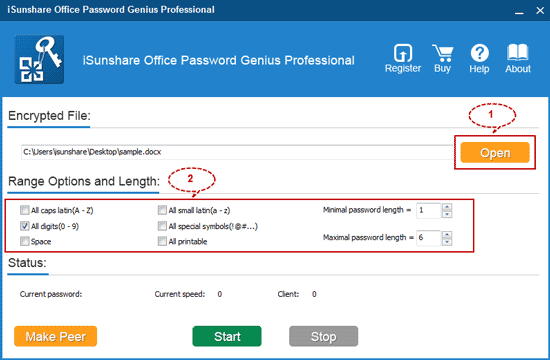 iSunshare Office Password Genius Professional
iSunshare Office Password Genius Professional
Register Buy Help About
Encrypted File:
1
C:\Users\isunshare\Desktop\sample.docx
Open
Range Options and Length:
2
All caps latin(A - Z) All small latin(a - z) Minimal password length = 1
All digits(0 - 9) All special symbols(!@#...)
Space All printable Maximal password length = 6
Status:
Current password: Current speed: 0 Client: 0
Make Peer Start Stop